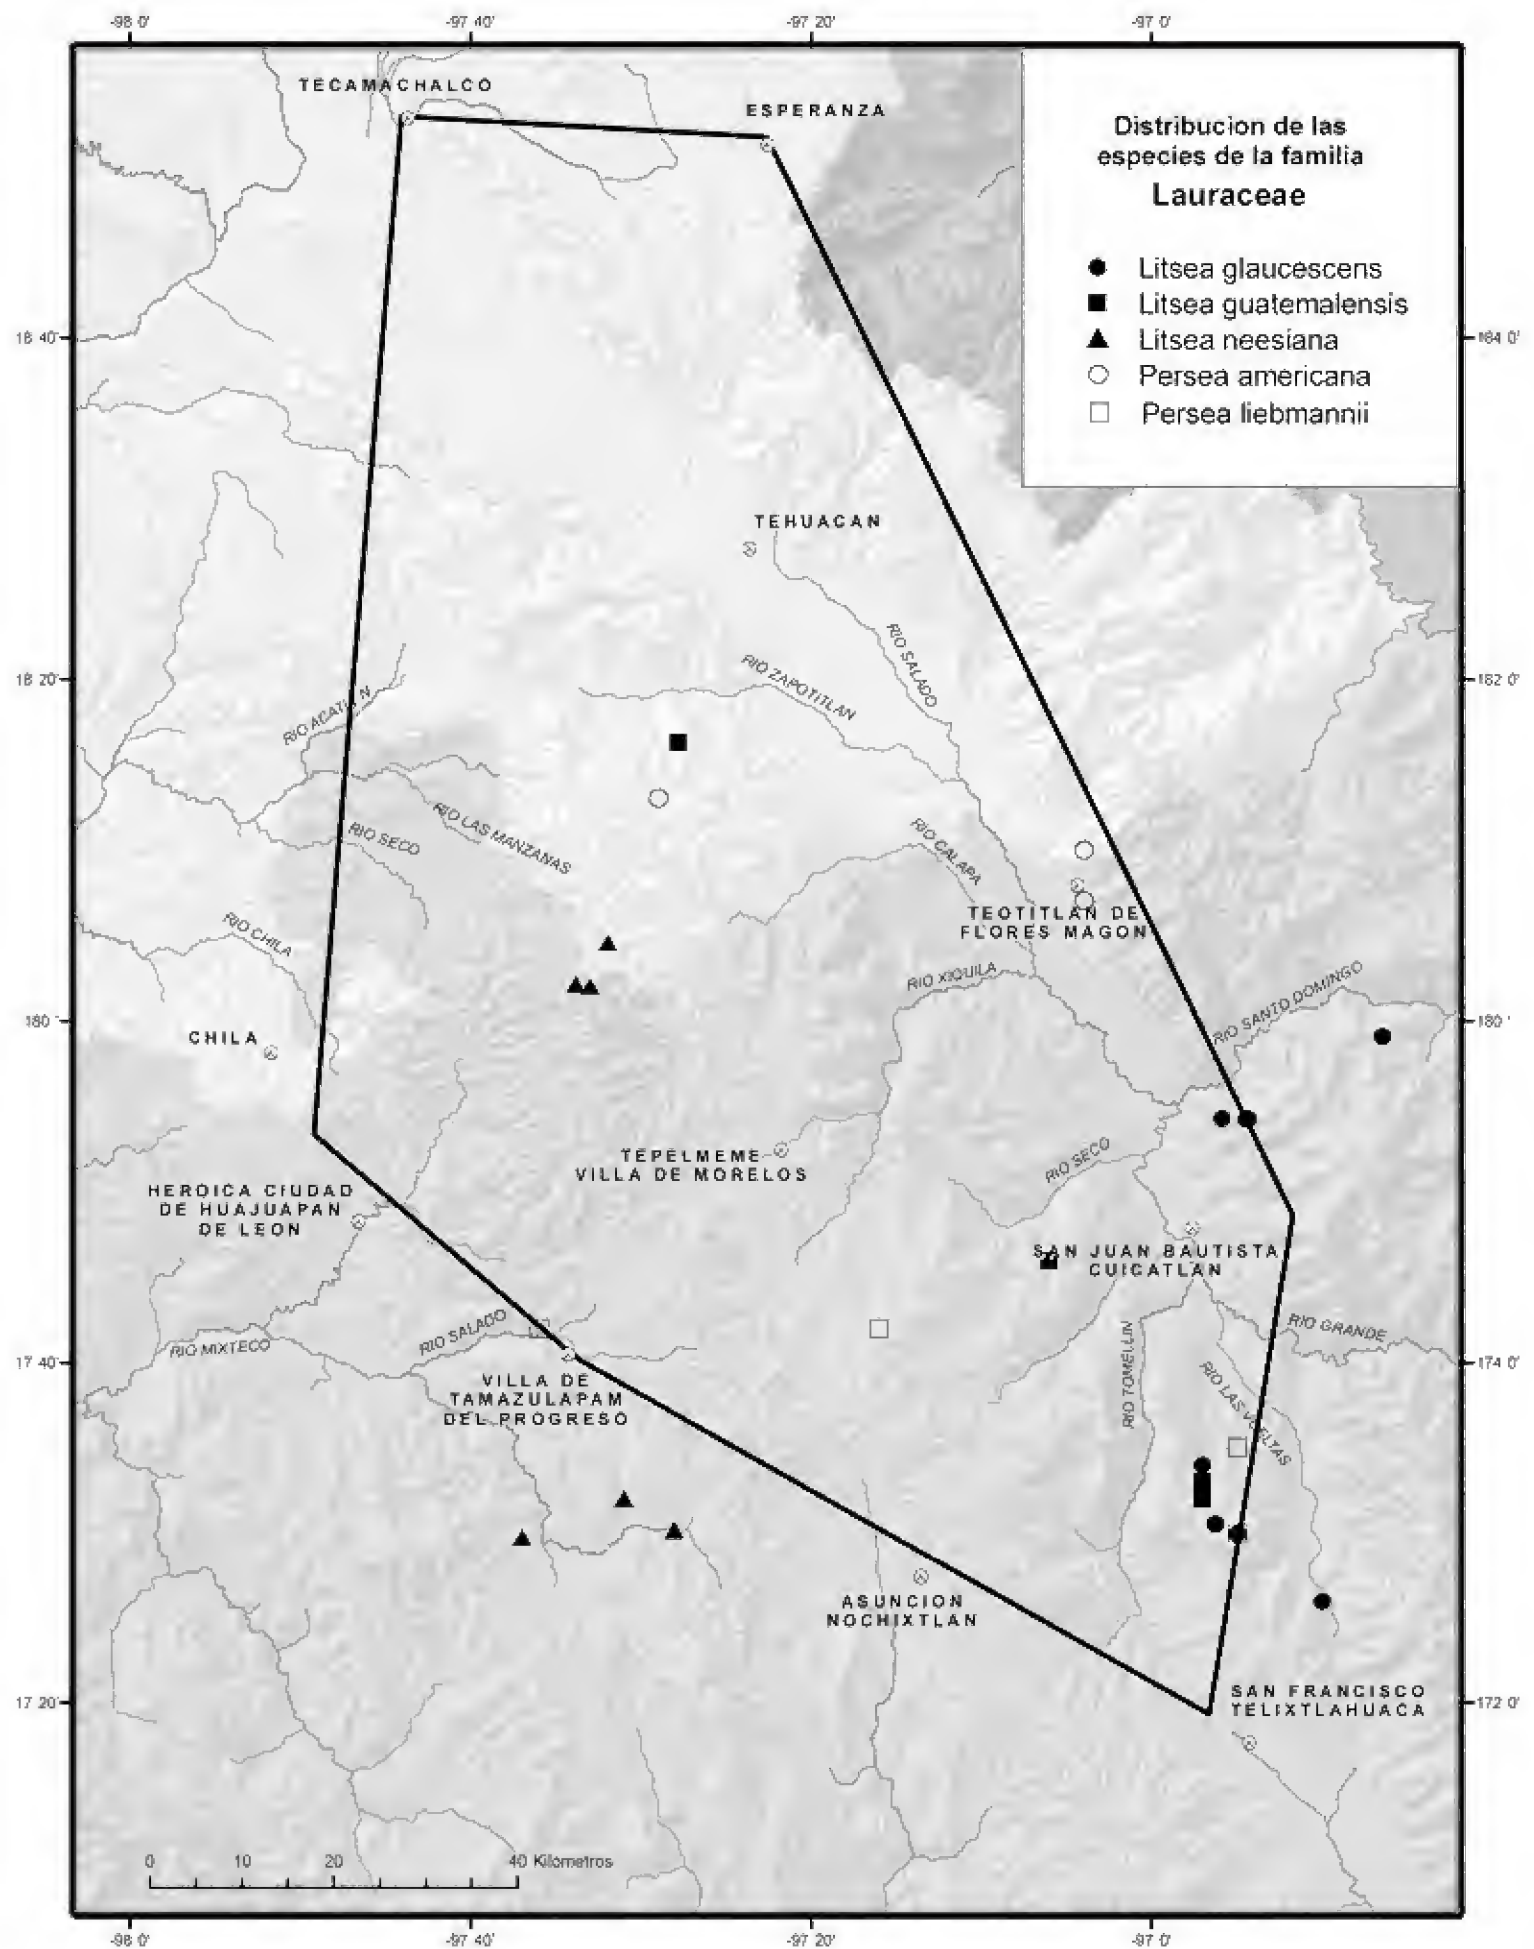 -98 0' -97 40' -97 20' -97 0'
TECAMACHALCO
ESPERANZA
Distribucion de las
especies de la familia
Lauraceae
Litsea glaucescens
Litsea guatemalensis
Litsea neesiana
Persea americana
Persea liebmannii
18 40' 184 0'
TEHUACAN
RIO SALADO
18 20' 182 0'
RIO ZAPOTITLAN
RIO LAS MANZANAS
RIO SECO
RIO CALAPA
TEOTITLAN DE
FLORES MAGON
RIO CHILA
RIO XIQUILA
RIO SANTO DOMINGO
180 ' 180 '
CHILA
TEPELMEME
VILLA DE MORELOS
RIO SECO
HEROICA CIUDAD
DE HUAJUAPAN
DE LEON
SAN JUAN BAUTISTA
CUICATLAN
RIO MIXTECO
RIO SALADO
RIO GRANDE
17 40' 174 0'
RIO TOMELLIN
RIO LAS VUELTAS
VILLA DE
TAMAZULAPAM
DEL PROGRESO
ASUNCION
NOCHIXTLAN
17 20' 172 0'
SAN FRANCISCO
TELIXTLAHUACA
0 10 20 40 Kilómetros
-98 0' -97 40' -97 20' -97 0'